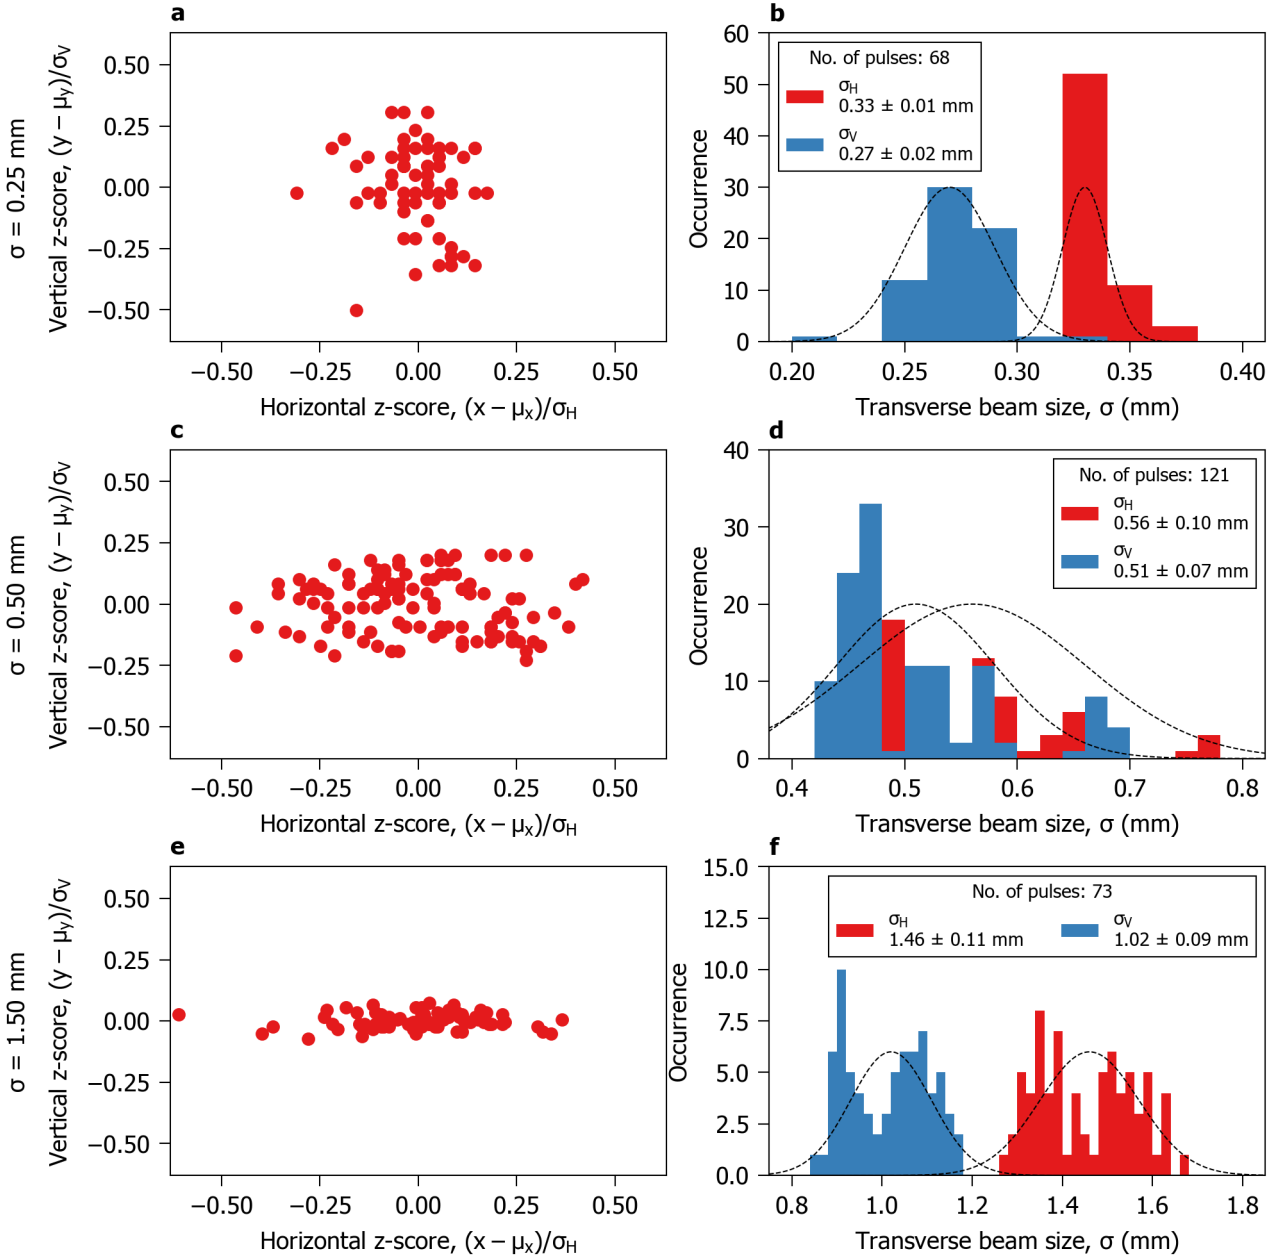 a
σ = 0.25 mm
Vertical z-score, (y − μy)/σV
0.50
0.25
0.00
−0.25
−0.50
−0.50 −0.25 0.00 0.25 0.50
Horizontal z-score, (x − μx)/σH
b
Occurrence
60
50
40
30
20
10
0
No. of pulses: 68
σH
0.33 ± 0.01 mm
σV
0.27 ± 0.02 mm
0.20 0.25 0.30 0.35 0.40
Transverse beam size, σ (mm)
c
σ = 0.50 mm
Vertical z-score, (y − μy)/σV
0.50
0.25
0.00
−0.25
−0.50
−0.50 −0.25 0.00 0.25 0.50
Horizontal z-score, (x − μx)/σH
d
Occurrence
40
30
20
10
0
No. of pulses: 121
σH
0.56 ± 0.10 mm
σV
0.51 ± 0.07 mm
0.4 0.5 0.6 0.7 0.8
Transverse beam size, σ (mm)
e
σ = 1.50 mm
Vertical z-score, (y − μy)/σV
0.50
0.25
0.00
−0.25
−0.50
−0.50 −0.25 0.00 0.25 0.50
Horizontal z-score, (x − μx)/σH
f
Occurrence
15.0
12.5
10.0
7.5
5.0
2.5
0.0
No. of pulses: 73
σH
1.46 ± 0.11 mm
σV
1.02 ± 0.09 mm
0.8 1.0 1.2 1.4 1.6 1.8
Transverse beam size, σ (mm)